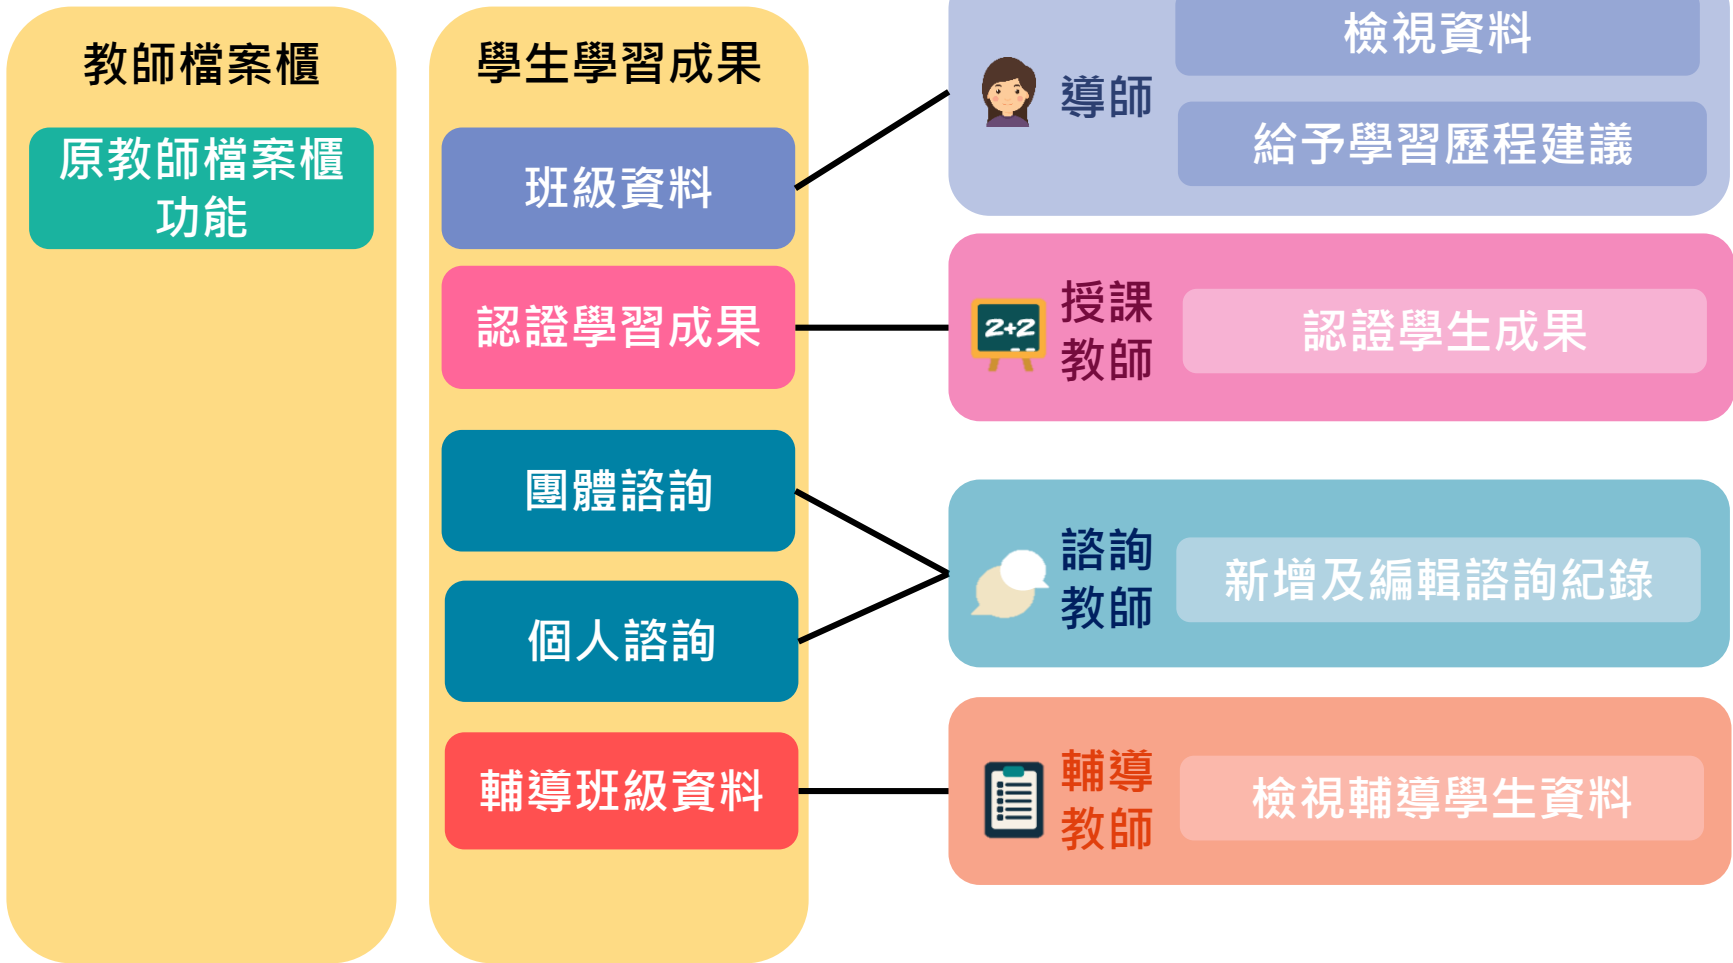 教師檔案櫃
原教師檔案櫃
功能
學生學習成果
班級資料
認證學習成果
團體諮詢
個人諮詢
輔導班級資料
導師
檢視資料
給予學習歷程建議
授課
教師
2+2
認證學生成果
諮詢
教師
新增及編輯諮詢紀錄
輔導
教師
檢視輔導學生資料